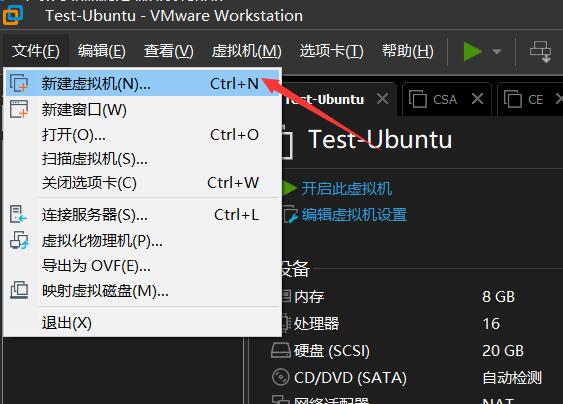 Test-Ubuntu - VMware Workstation
文件(F) 编辑(E) 查看(V) 虚拟机(M) 选项卡(T) 帮助(H)
新建虚拟机(N)... Ctrl+N
新建窗口(W)
打开(O)... Ctrl+O
扫描虚拟机(S)...
关闭选项卡(C) Ctrl+W
连接服务器(S)... Ctrl+L
虚拟化物理机(P)...
导出为 OVF(E)...
映射虚拟磁盘(M)...
退出(X)
Test-Ubuntu CSA CE
Test-Ubuntu
开启此虚拟机
编辑虚拟机设置
设备
内存 8 GB
处理器 16
硬盘 (SCSI) 20 GB
CD/DVD (SATA) 自动检测
网络适配器 NAT